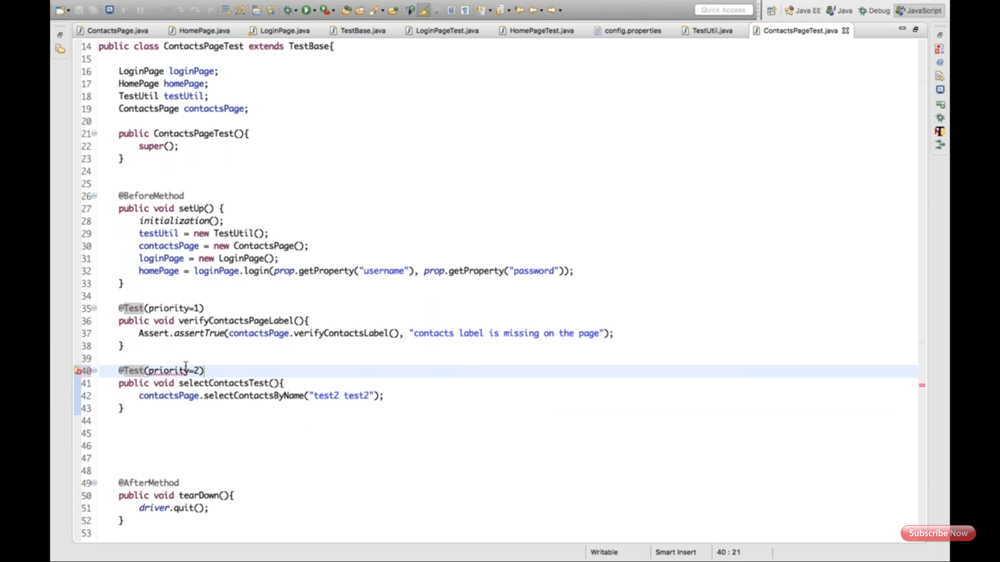 Quick Access
Java EE
Java
Debug
JavaScript
ContactsPage.java
HomePage.java
LoginPage.java
TestBase.java
LoginPageTest.java
HomePageTest.java
config.properties
TestUtil.java
ContactsPageTest.java
14 public class ContactsPageTest extends TestBase{
15
16 LoginPage loginPage;
17 HomePage homePage;
18 TestUtil testUtil;
19 ContactsPage contactsPage;
20
21 public ContactsPageTest(){
22 super();
23 }
24
25
26 @BeforeMethod
27 public void setUp() {
28 initialization();
29 testUtil = new TestUtil();
30 contactsPage = new ContactsPage();
31 loginPage = new LoginPage();
32 homePage = loginPage.login(prop.getProperty("username"), prop.getProperty("password"));
33 }
34
35 @Test(priority=1)
36 public void verifyContactsPageLabel(){
37 Assert.assertTrue(contactsPage.verifyContactsLabel(), "contacts label is missing on the page");
38 }
39
40 @Test(priority=2)
41 public void selectContactsTest(){
42 contactsPage.selectContactsByName("test2 test2");
43 }
44
45
46
47
48
49 @AfterMethod
50 public void tearDown(){
51 driver.quit();
52 }
53
Subscribe Now
Writable
Smart Insert
40 : 21